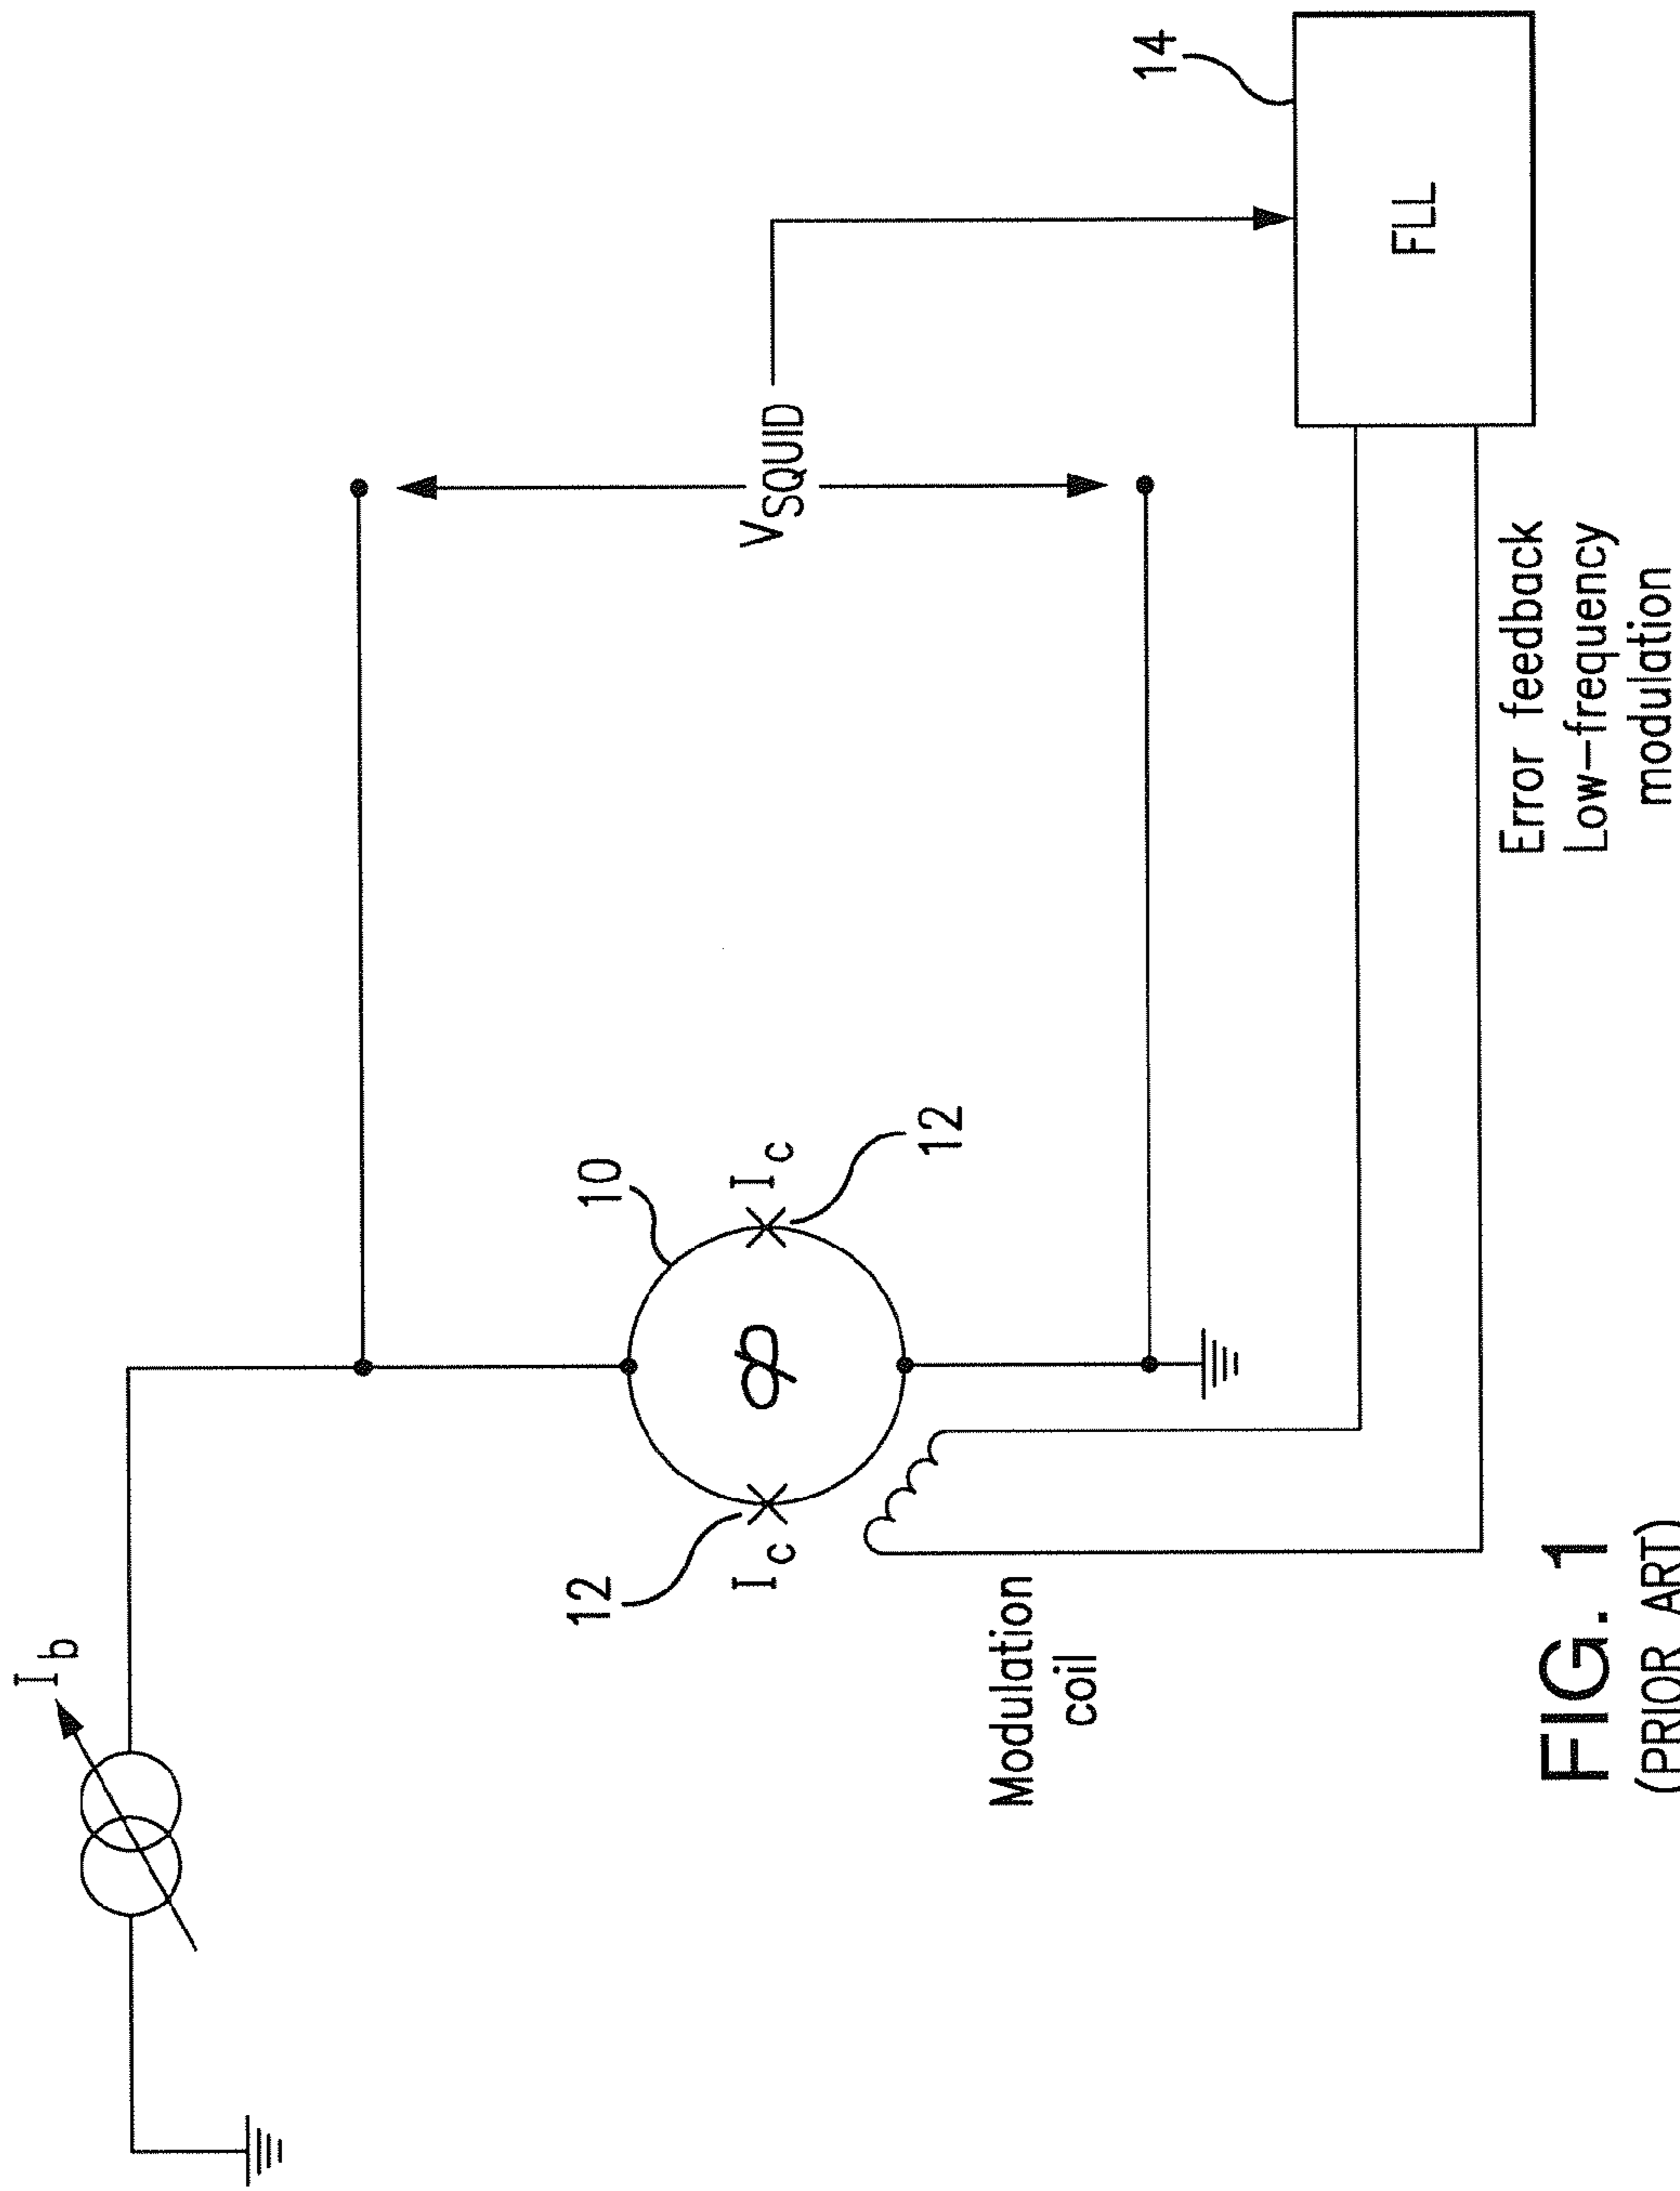 I_b
10
12
I_c
Φ
I_c
12
V_SQUID
14
FLL
Modulation
coil
Error feedback
Low-frequency
modulation
FIG. 1
(PRIOR ART)